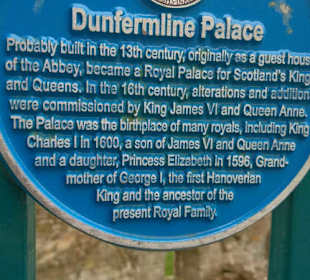 Dunfermline Palace
Probably built in the 13th century, originally as a guest hous
of the Abbey, became a Royal Palace for Scotland's King
and Queens. In the 16th century, alterations and addition
were commissioned by King James VI and Queen Anne.
The Palace was the birthplace of many royals, including King
Charles I in 1600, a son of James VI and Queen Anne
and a daughter, Princess Elizabeth in 1596, Grand-
mother of George I, the first Hanoverian
King and the ancestor of the
present Royal Family.